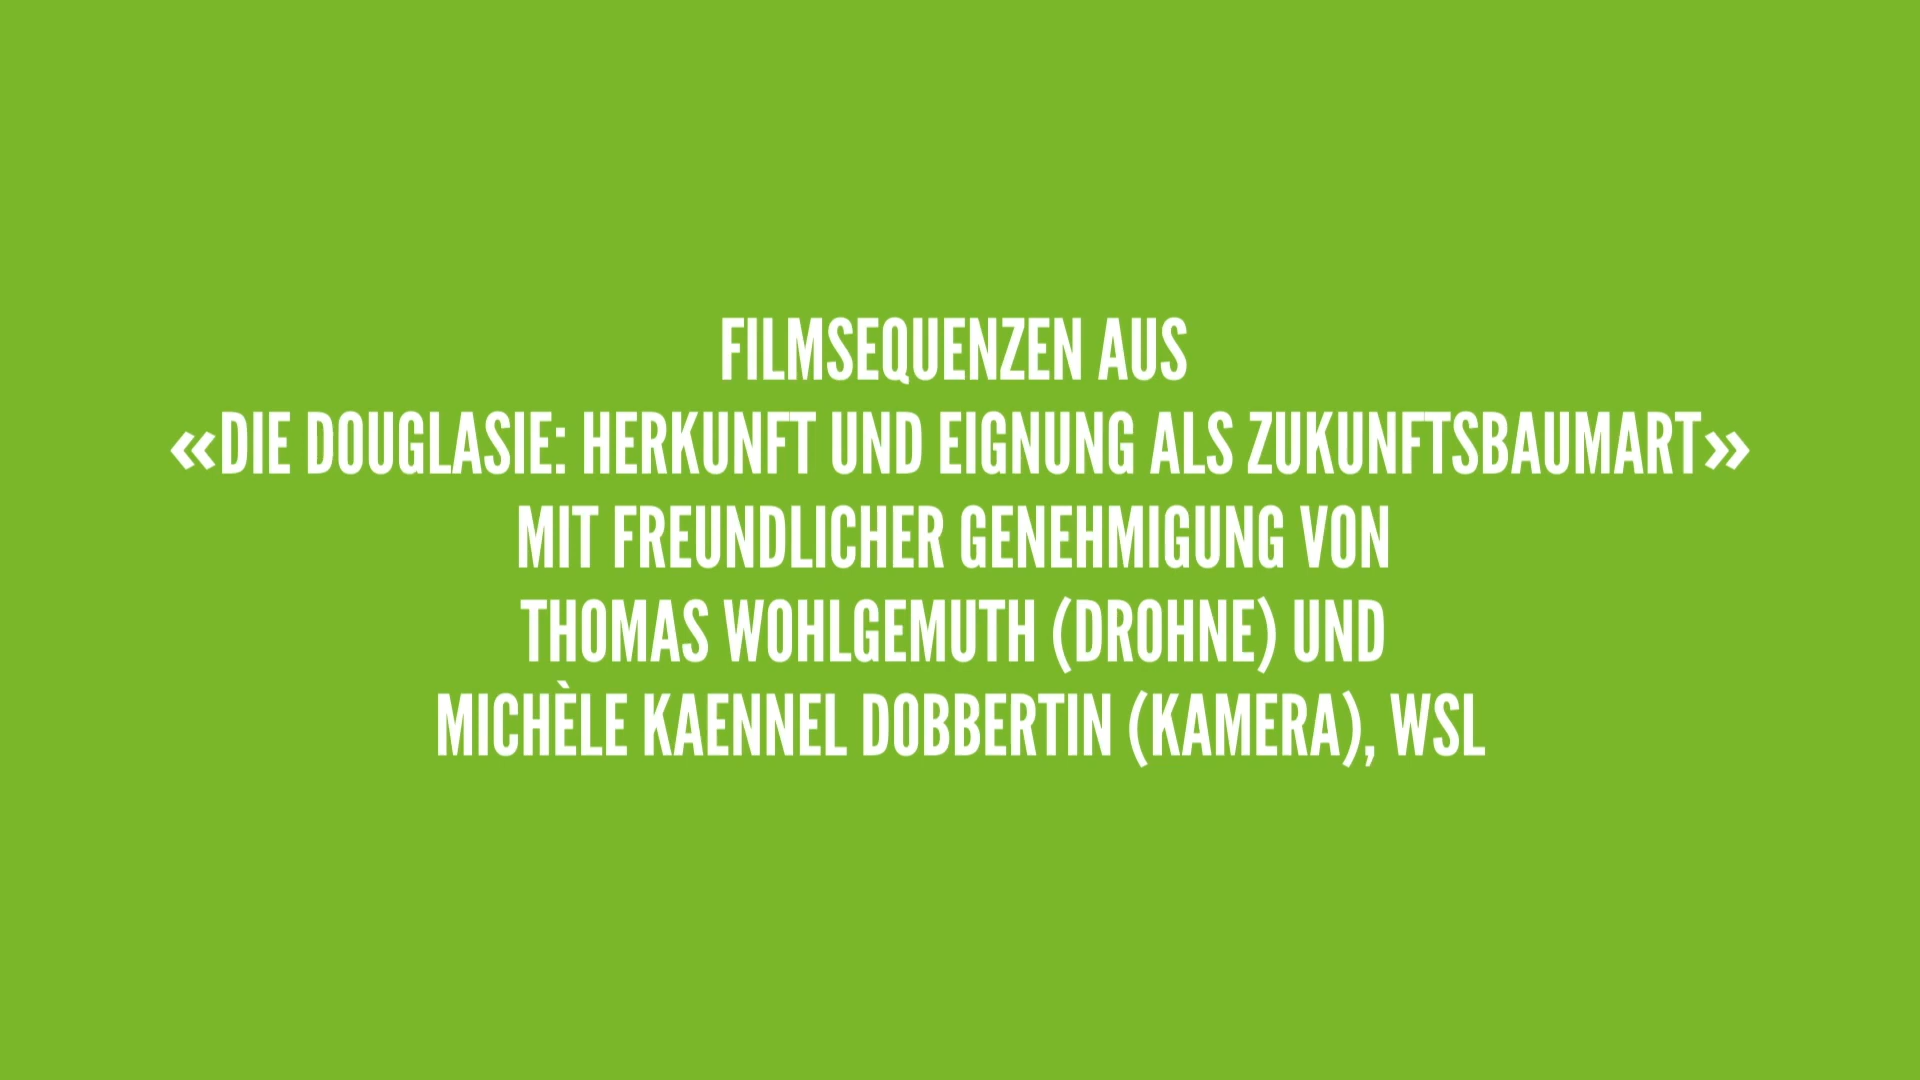 FILMSEQUENZEN AUS
«DIE DOUGLASIE: HERKUNFT UND EIGNUNG ALS ZUKUNFTSBAUMART»
MIT FREUNDLICHER GENEHMIGUNG VON
THOMAS WOHLGEMUTH (DROHNE) UND
MICHÈLE KAENNEL DOBBERTIN (KAMERA), WSL